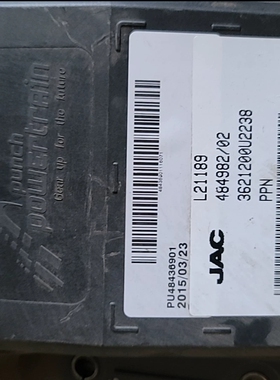 punch
powertrain
Gear up for the future
L21189
484982/02
3621200U2238
PPN
JAC
PU48436901
2015/03/23